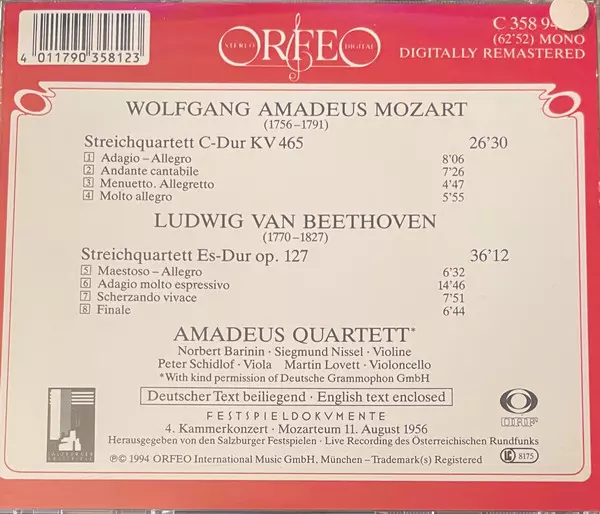 4 011790 358123
STEREO ORFEO DIGITAL
C 358 94
(62'52) MONO
DIGITALLY REMASTERED
WOLFGANG AMADEUS MOZART
(1756–1791)
Streichquartett C-Dur KV 465 26'30
1 Adagio – Allegro 8'06
2 Andante cantabile 7'26
3 Menuetto. Allegretto 4'47
4 Molto allegro 5'55
LUDWIG VAN BEETHOVEN
(1770–1827)
Streichquartett Es-Dur op. 127 36'12
5 Maestoso – Allegro 6'32
6 Adagio molto espressivo 14'46
7 Scherzando vivace 7'51
8 Finale 6'44
AMADEUS QUARTETT*
Norbert Barinin · Siegmund Nissel · Violine
Peter Schidlof · Viola Martin Lovett · Violoncello
*With kind permission of Deutsche Grammophon GmbH
Deutscher Text beiliegend · English text enclosed
FESTSPIELDOKVMENTE
4. Kammerkonzert · Mozarteum 11. August 1956
Herausgegeben von den Salzburger Festspielen · Live Recording des Österreichischen Rundfunks
℗© 1994 ORFEO International Music GmbH, München – Trademark(s) Registered
SALZBURGER
FESTSPIELE
ORF
LC 8175